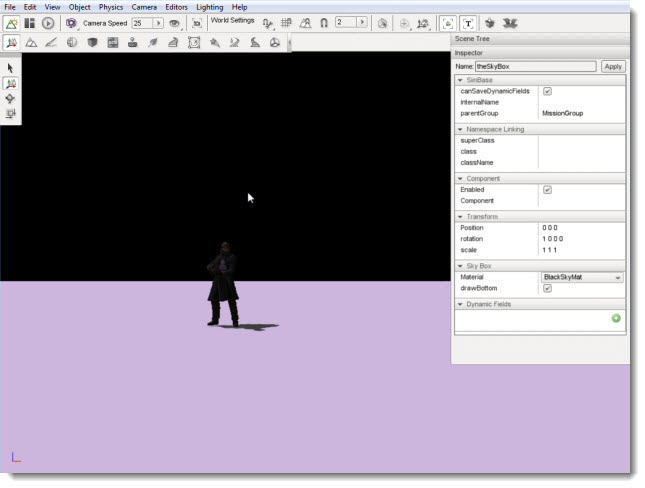 File Edit View Object Physics Camera Editors Lighting Help
Camera Speed 25 World Settings 2
Scene Tree
Inspector
Name: theSkyBox Apply
SimBase
canSaveDynamicFields
internalName
parentGroup MissionGroup
Namespace Linking
superClass
class
className
Component
Enabled
Component
Transform
Position 0 0 0
rotation 1 0 0 0
scale 1 1 1
Sky Box
Material BlackSkyMat
drawBottom
Dynamic Fields